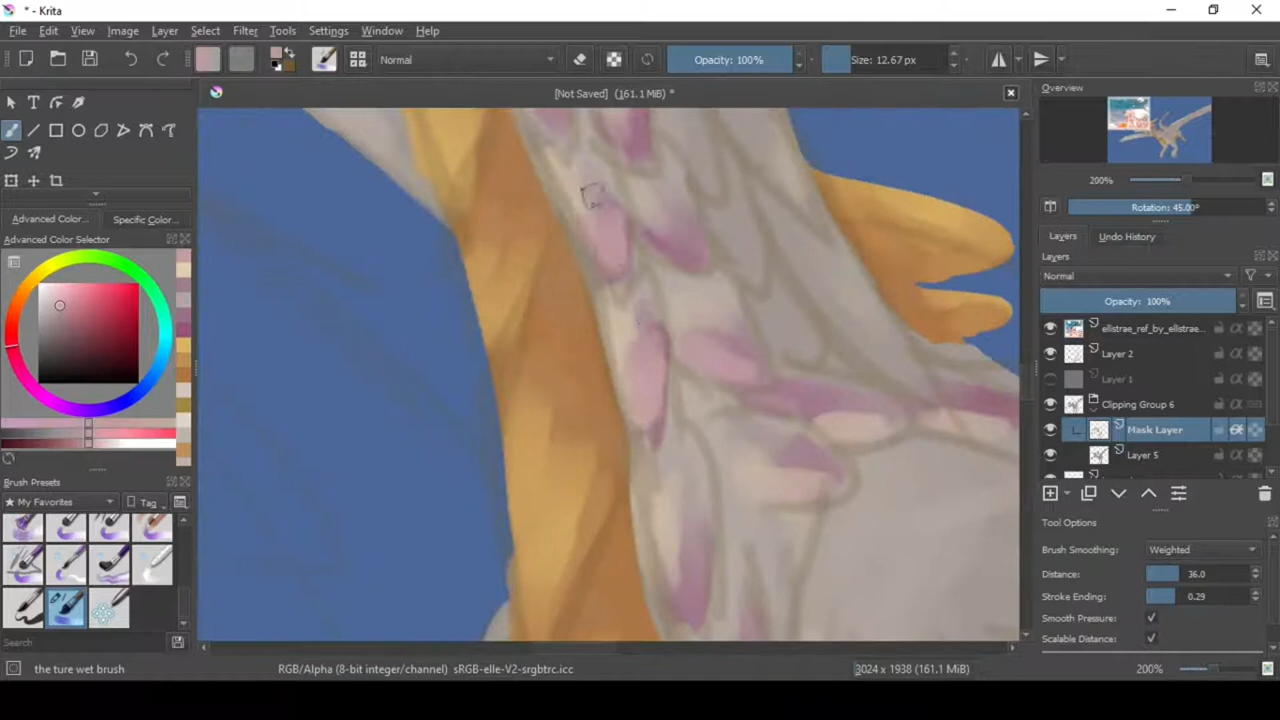 * - Krita
File Edit View Image Layer Select Filter Tools Settings Window Help
Normal Opacity: 100% Size: 12.67 px
[Not Saved] (161.1 MiB) *
Overview
200%
Rotation: 45.00°
Advanced Color... Specific Color...
Advanced Color Selector
Layers Undo History
Layers
Normal
Opacity: 100%
ellstrae_ref_by_ellstrae...
Layer 2
Layer 1
Clipping Group 6
Mask Layer
Layer 5
Brush Presets
My Favorites Tag
Tool Options
Brush Smoothing: Weighted
Distance: 36.0
Stroke Ending: 0.29
Smooth Pressure:
Scalable Distance:
Search
the ture wet brush RGB/Alpha (8-bit integer/channel) sRGB-elle-V2-srgbtrc.icc 3024 x 1938 (161.1 MiB) 200%